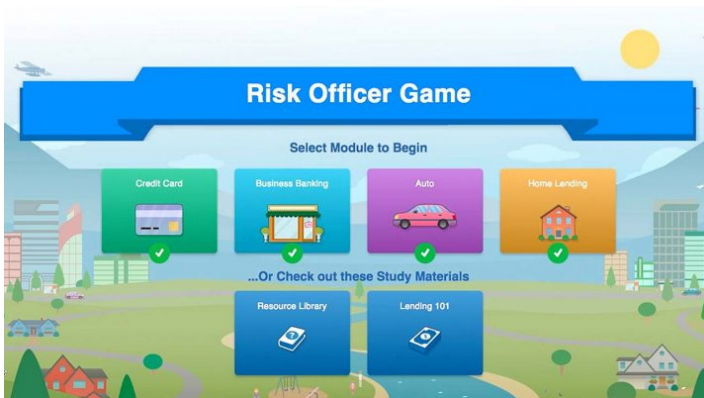 Risk Officer Game
Select Module to Begin
Credit Card
Business Banking
Auto
Home Lending
...Or Check out these Study Materials
Resource Library
Lending 101